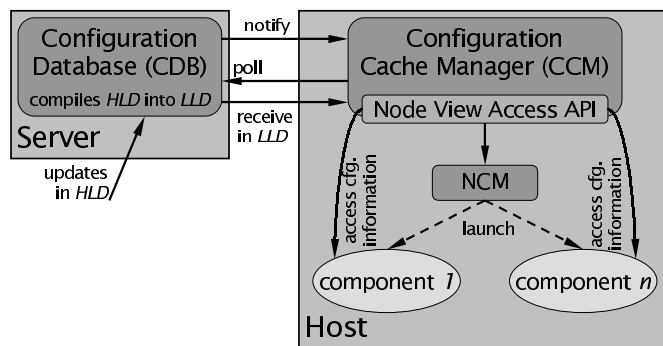 Configuration
Database (CDB)
compiles HLD into LLD
Server
updates
in HLD
notify
poll
receive
in LLD
Configuration
Cache Manager (CCM)
Node View Access API
NCM
launch
access cfg.
information
access cfg.
information
component 1
component n
Host